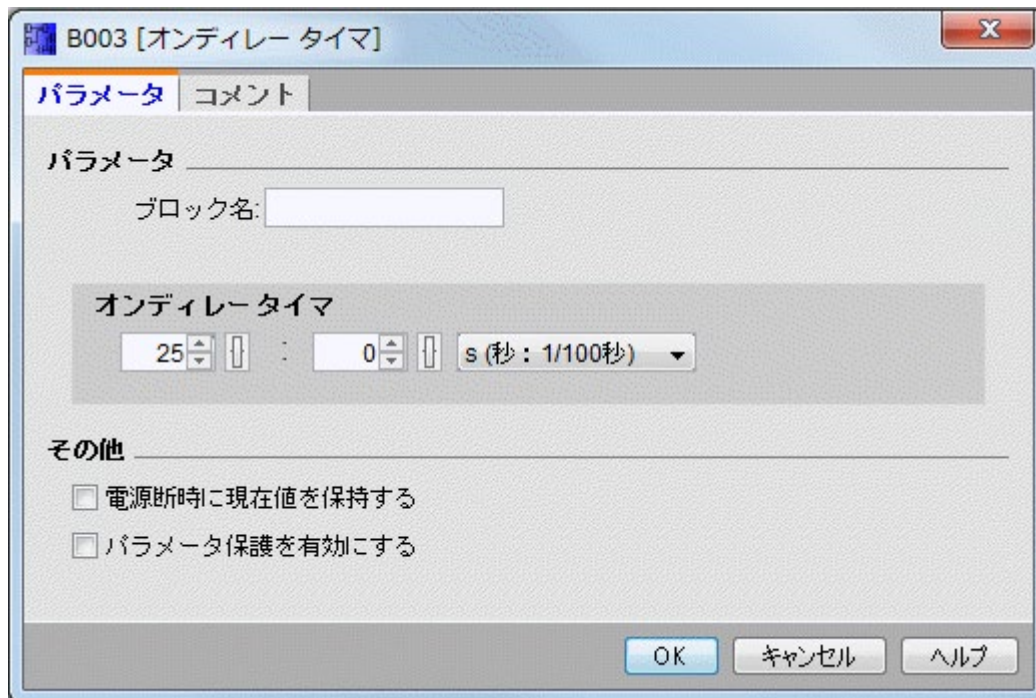 B003 [オンディレー タイマ]
パラメータ コメント
パラメータ
ブロック名:
オンディレー タイマ
25 : 0 s (秒：1/100秒)
その他
電源断時に現在値を保持する
パラメータ保護を有効にする
OK キャンセル ヘルプ